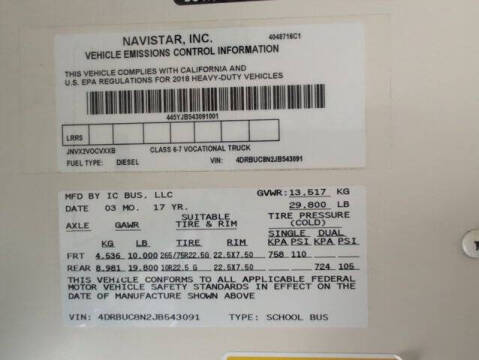 NAVISTAR, INC.
4048716C1
VEHICLE EMISSIONS CONTROL INFORMATION
THIS VEHICLE COMPLIES WITH CALIFORNIA AND
U.S. EPA REGULATIONS FOR 2018 HEAVY-DUTY VEHICLES
445YJB543091001
LRRS
JNVX2VOCVXXB CLASS 6-7 VOCATIONAL TRUCK
FUEL TYPE: DIESEL VIN: 4DRBUC8N2JB543091
MFD BY IC BUS, LLC GVWR: 13,517 KG
DATE 03 MO. 17 YR. 29,800 LB
AXLE GAWR SUITABLE TIRE & RIM TIRE PRESSURE (COLD)
SINGLE DUAL
KG LB TIRE RIM KPA PSI KPA PSI
FRT 4,536 10,000 265/75R22.5G 22.5X7.50 758 110
REAR 8,981 19,800 10R22.5 G 22.5X7.50 724 105
THIS VEHICLE CONFORMS TO ALL APPLICABLE FEDERAL
MOTOR VEHICLE SAFETY STANDARDS IN EFFECT ON THE
DATE OF MANUFACTURE SHOWN ABOVE
VIN: 4DRBUC8N2JB543091 TYPE: SCHOOL BUS